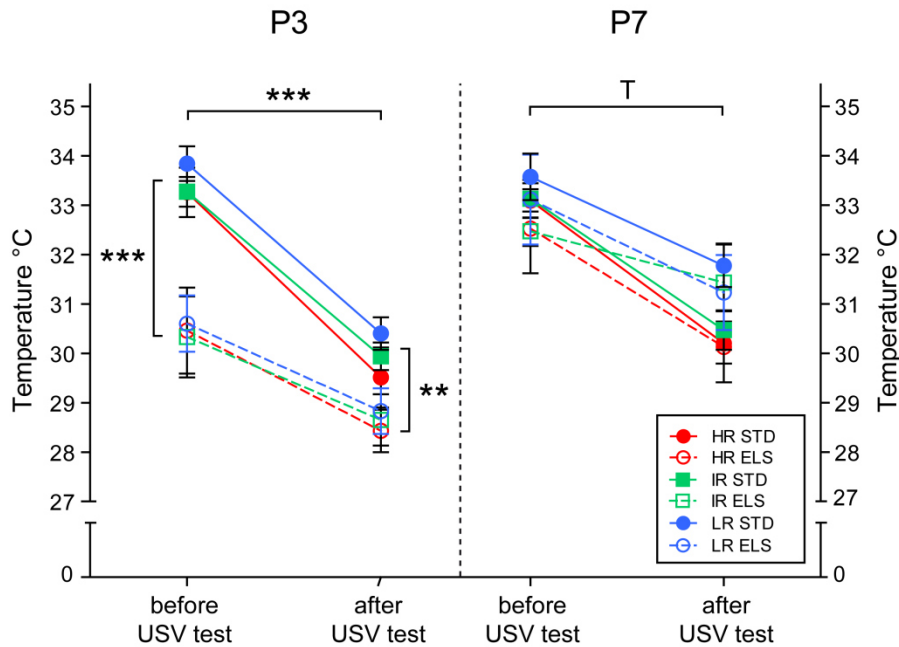 P3
P7
***
T
35
34
33
32
31
30
29
28
27
0
Temperature °C
***
**
35
34
33
32
31
30
29
28
27
0
Temperature °C
HR STD
HR ELS
IR STD
IR ELS
LR STD
LR ELS
before
USV test
after
USV test
before
USV test
after
USV test